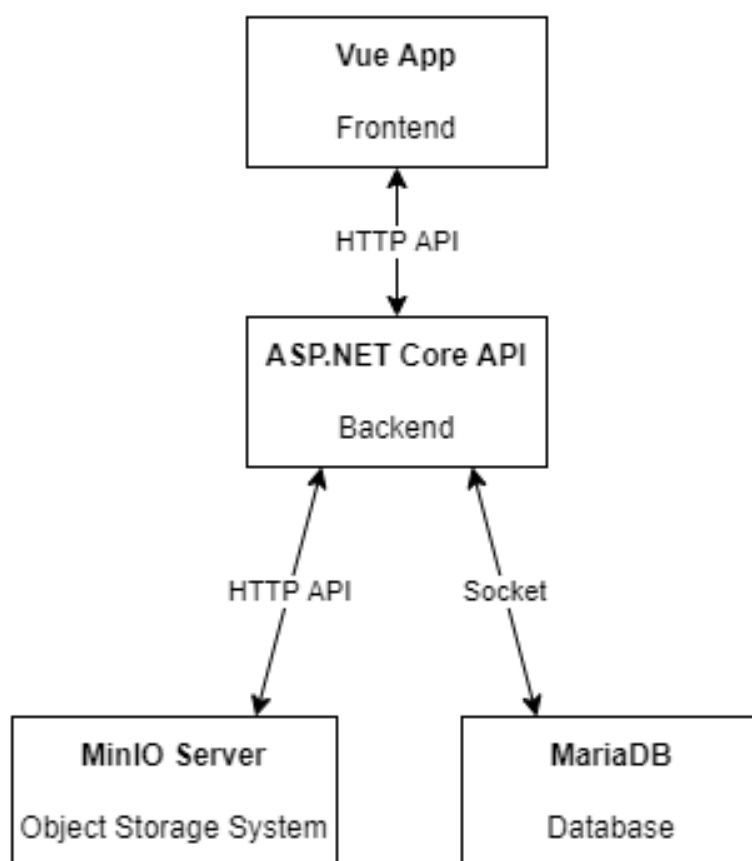 Vue App
Frontend
HTTP API
ASP.NET Core API
Backend
HTTP API
Socket
MinIO Server
Object Storage System
MariaDB
Database